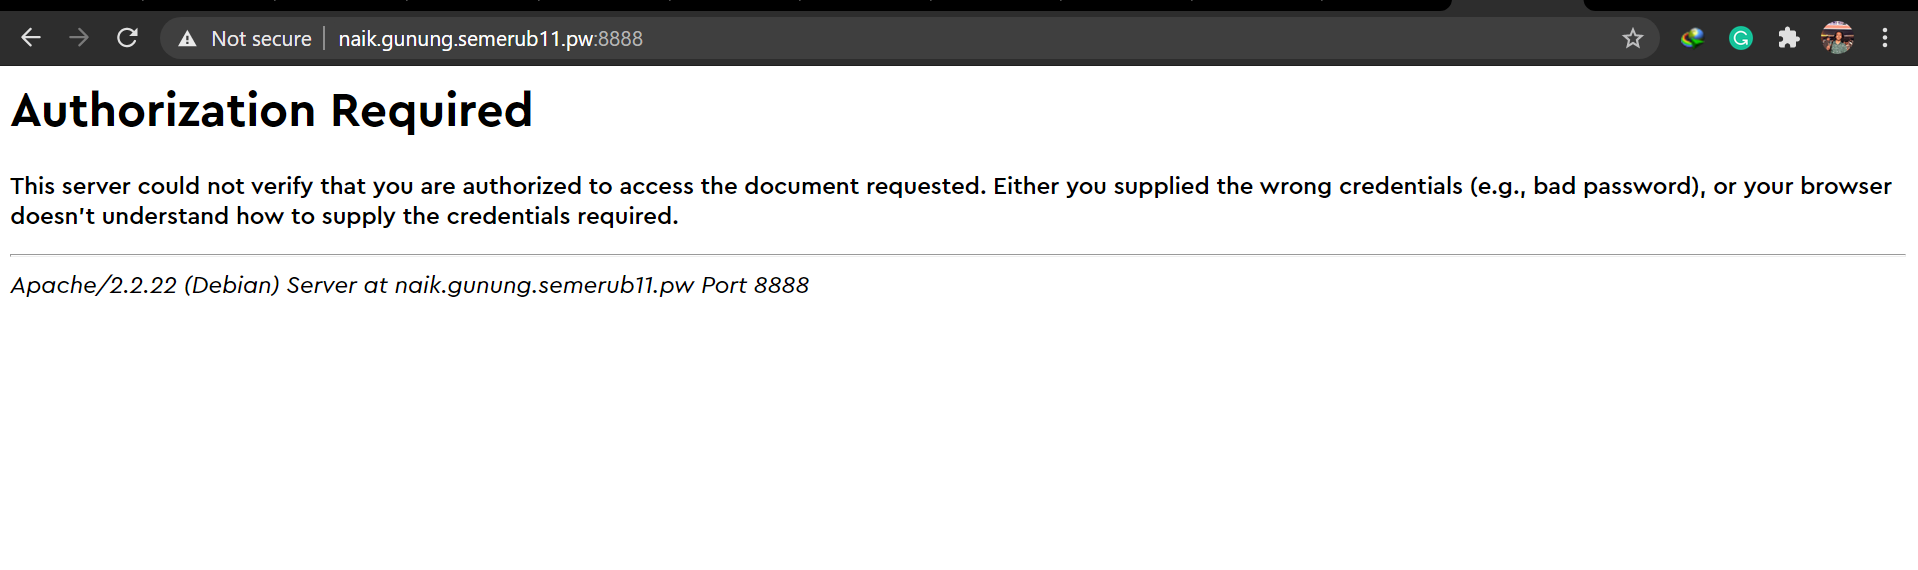 Not secure naik.gunung.semerub11.pw:8888
Authorization Required
This server could not verify that you are authorized to access the document requested. Either you supplied the wrong credentials (e.g., bad password), or your browser
doesn't understand how to supply the credentials required.
Apache/2.2.22 (Debian) Server at naik.gunung.semerub11.pw Port 8888